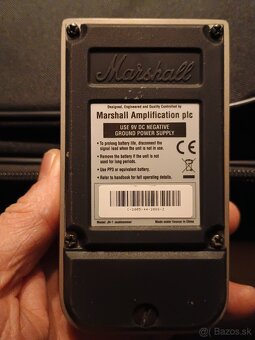 Marshall
Designed, Engineered and Quality Controlled by
Marshall Amplification plc
USE 9V DC NEGATIVE
GROUND POWER SUPPLY
• To prolong battery life, disconnect the
signal lead when the unit is not in use.
• Remove the battery if the unit is not
used for long periods.
• Use PP3 or equivalent battery.
• Refer to handbook for full operating details.
CE
Made under licence in China
Bazos.sk